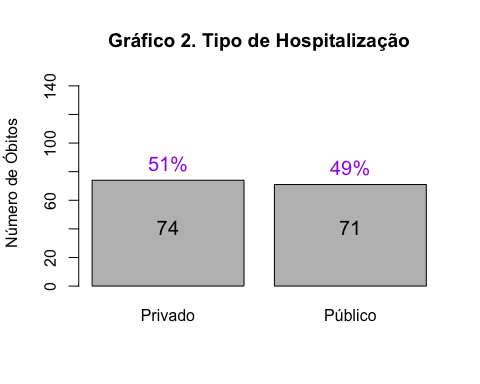 Gráfico 2. Tipo de Hospitalização
Número de Óbitos
140
100
60
20
0
51%
49%
74
71
Privado
Público